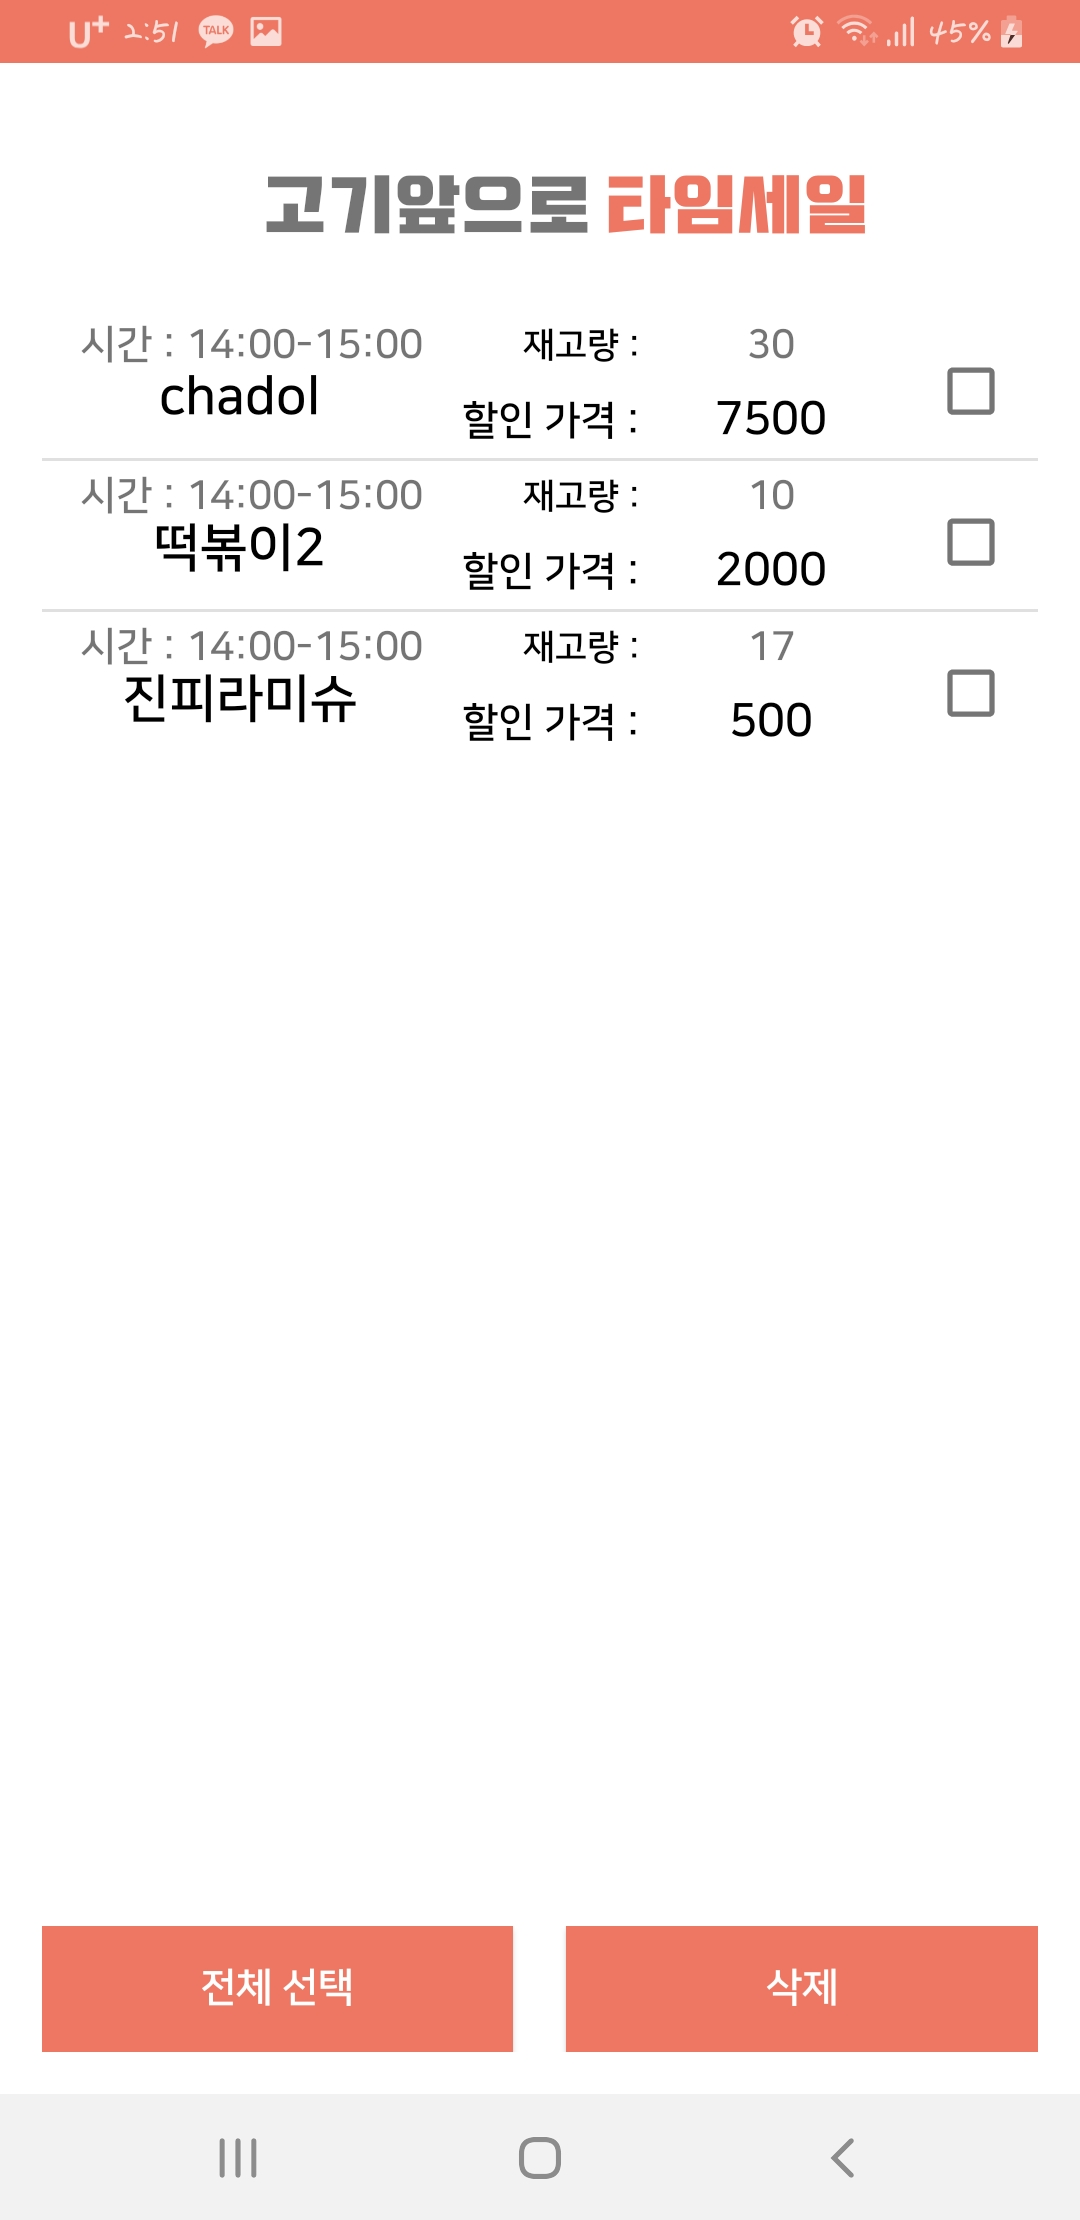 U+ 2:51 TALK 45%
고기앞으로 타임세일
시간 : 14:00-15:00 재고량 : 30
chadol 할인 가격 : 7500
시간 : 14:00-15:00 재고량 : 10
떡볶이2 할인 가격 : 2000
시간 : 14:00-15:00 재고량 : 17
진피라미슈 할인 가격 : 500
전체 선택 삭제